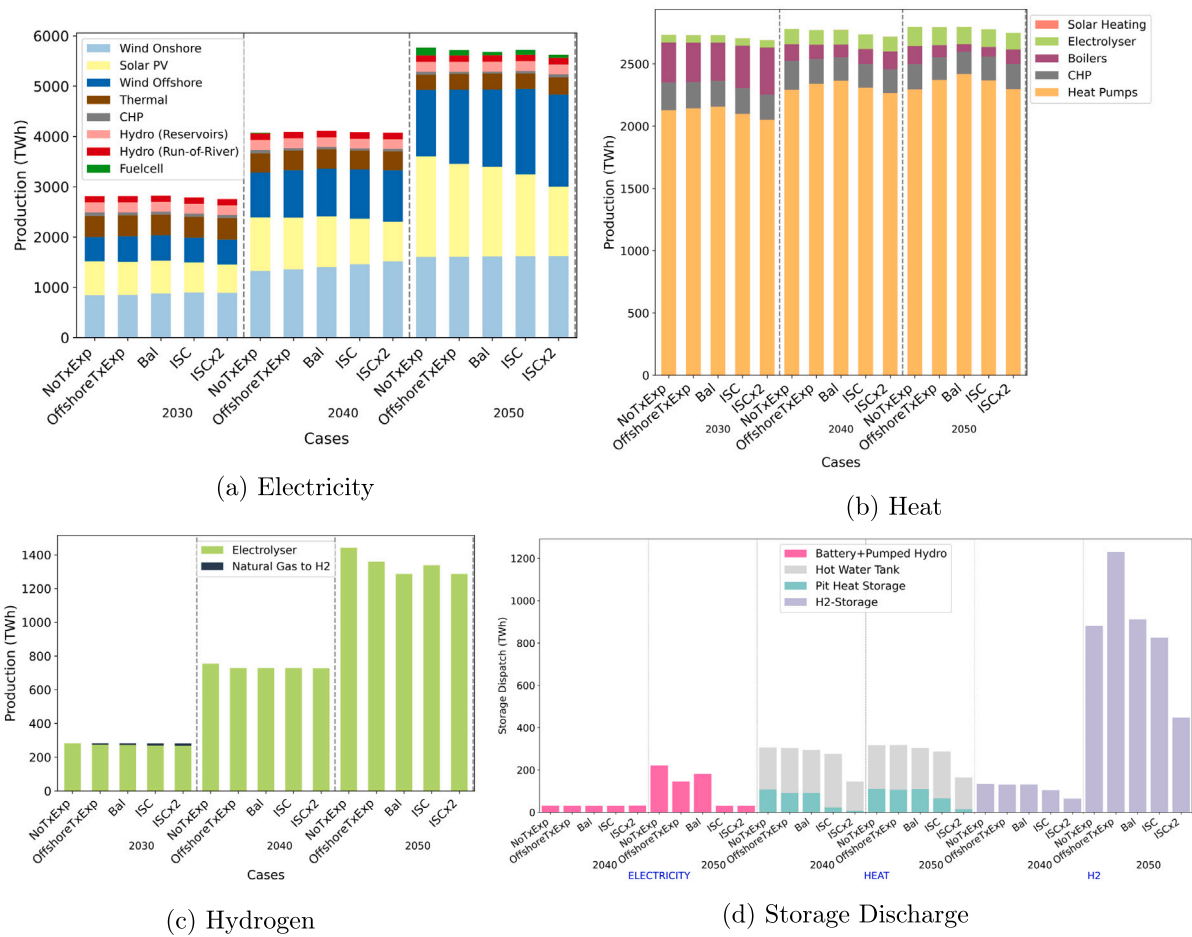 Production (TWh)
6000
5000
4000
3000
2000
1000
0
Wind Onshore
Solar PV
Wind Offshore
Thermal
CHP
Hydro (Reservoirs)
Hydro (Run-of-River)
Fuelcell
NoTxExp
OffshoreTxExp
Bal
ISC
ISCx2
NoTxExp
OffshoreTxExp
Bal
ISC
ISCx2
NoTxExp
OffshoreTxExp
Bal
ISC
ISCx2
2030
2040
2050
Cases
(a) Electricity
Production (TWh)
2500
2000
1500
1000
500
0
Solar Heating
Electrolyser
Boilers
CHP
Heat Pumps
NoTxExp
OffshoreTxExp
Bal
ISC
ISCx2
NoTxExp
OffshoreTxExp
Bal
ISC
ISCx2
NoTxExp
OffshoreTxExp
Bal
ISC
ISCx2
2030
2040
2050
Cases
(b) Heat
Production (TWh)
1400
1200
1000
800
600
400
200
0
Electrolyser
Natural Gas to H2
NoTxExp
OffshoreTxExp
Bal
ISC
ISCx2
NoTxExp
OffshoreTxExp
Bal
ISC
ISCx2
NoTxExp
OffshoreTxExp
Bal
ISC
ISCx2
2030
2040
2050
Cases
(c) Hydrogen
Storage Dispatch (TWh)
1200
1000
800
600
400
200
0
Battery+Pumped Hydro
Hot Water Tank
Pit Heat Storage
H2-Storage
NoTxExp
OffshoreTxExp
Bal
ISC
ISCx2
NoTxExp
OffshoreTxExp
Bal
ISC
ISCx2
NoTxExp
OffshoreTxExp
Bal
ISC
ISCx2
NoTxExp
OffshoreTxExp
Bal
ISC
ISCx2
NoTxExp
OffshoreTxExp
Bal
ISC
ISCx2
NoTxExp
OffshoreTxExp
Bal
ISC
ISCx2
2040
2050
2040
2050
2040
2050
ELECTRICITY
HEAT
H2
(d) Storage Discharge